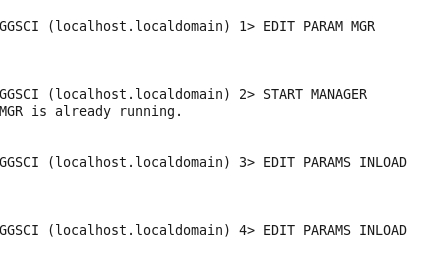 GGSCI (localhost.localdomain) 1> EDIT PARAM MGR
GGSCI (localhost.localdomain) 2> START MANAGER
MGR is already running.
GGSCI (localhost.localdomain) 3> EDIT PARAMS INLOAD
GGSCI (localhost.localdomain) 4> EDIT PARAMS INLOAD